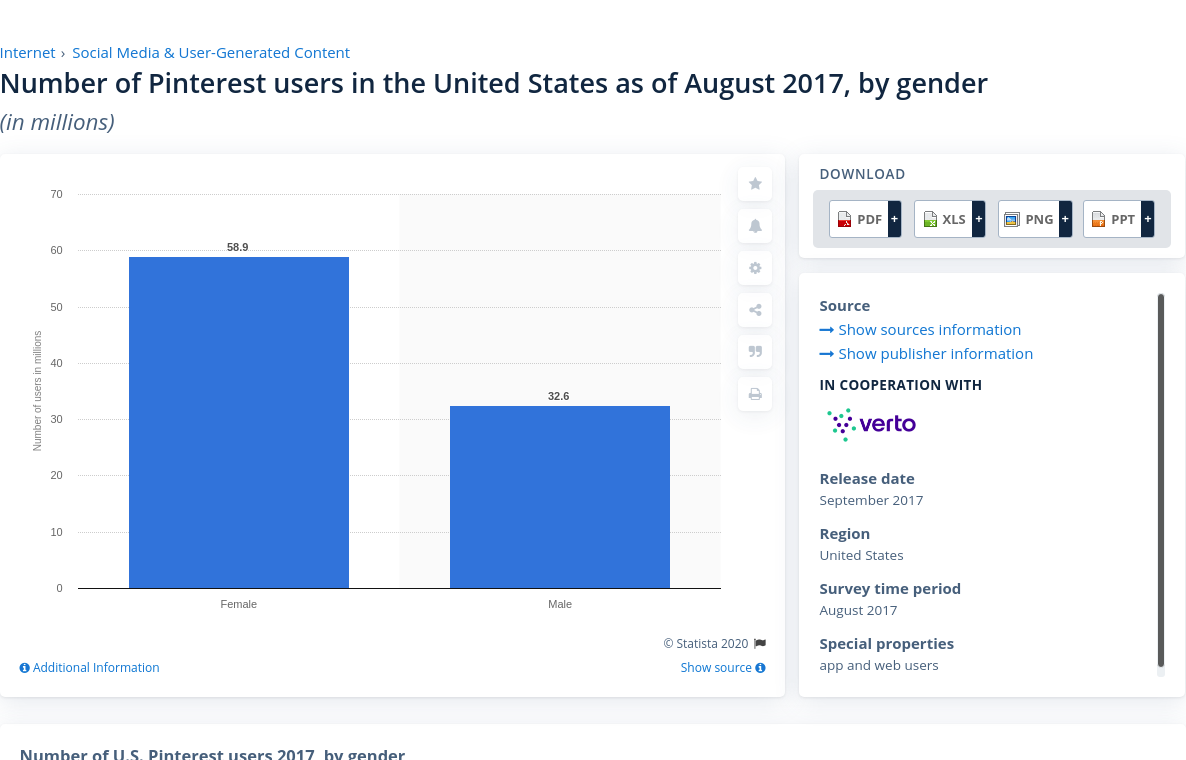 Internet › Social Media & User-Generated Content
Number of Pinterest users in the United States as of August 2017, by gender
(in millions)
70
60
50
40
30
20
10
0
Number of users in millions
58.9
32.6
Female
Male
© Statista 2020
Additional Information
Show source
DOWNLOAD
PDF +
XLS +
PNG +
PPT +
Source
Show sources information
Show publisher information
IN COOPERATION WITH
verto
Release date
September 2017
Region
United States
Survey time period
August 2017
Special properties
app and web users
Number of U.S. Pinterest users 2017, by gender